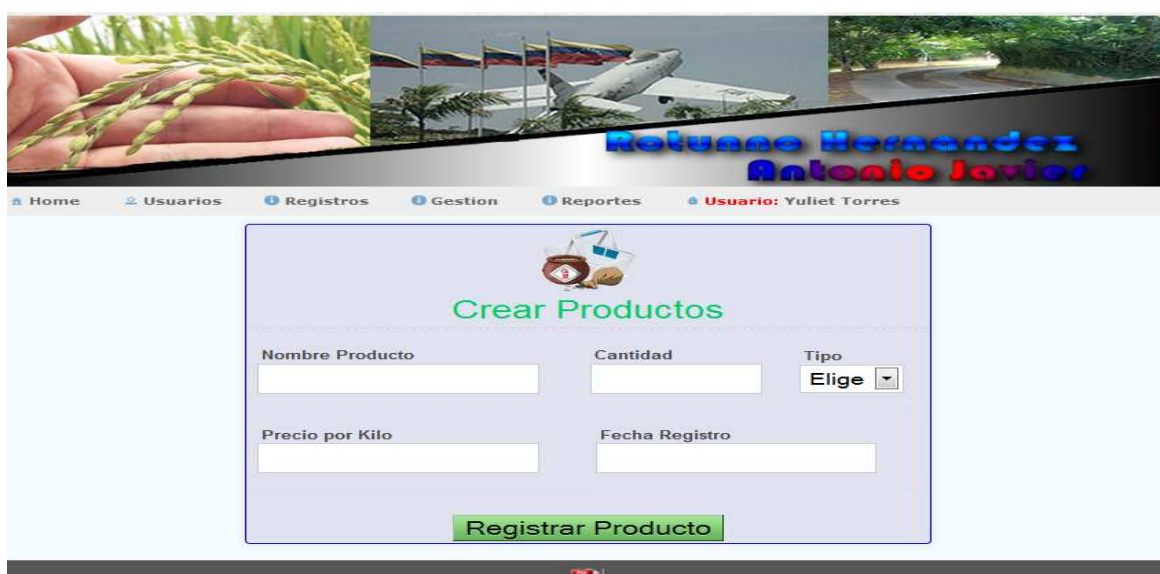 Rotunno Hernandez
Antonio Javier
Home Usuarios Registros Gestion Reportes Usuario: Yuliet Torres
Crear Productos
Nombre Producto Cantidad Tipo
Elige
Precio por Kilo Fecha Registro
Registrar Producto